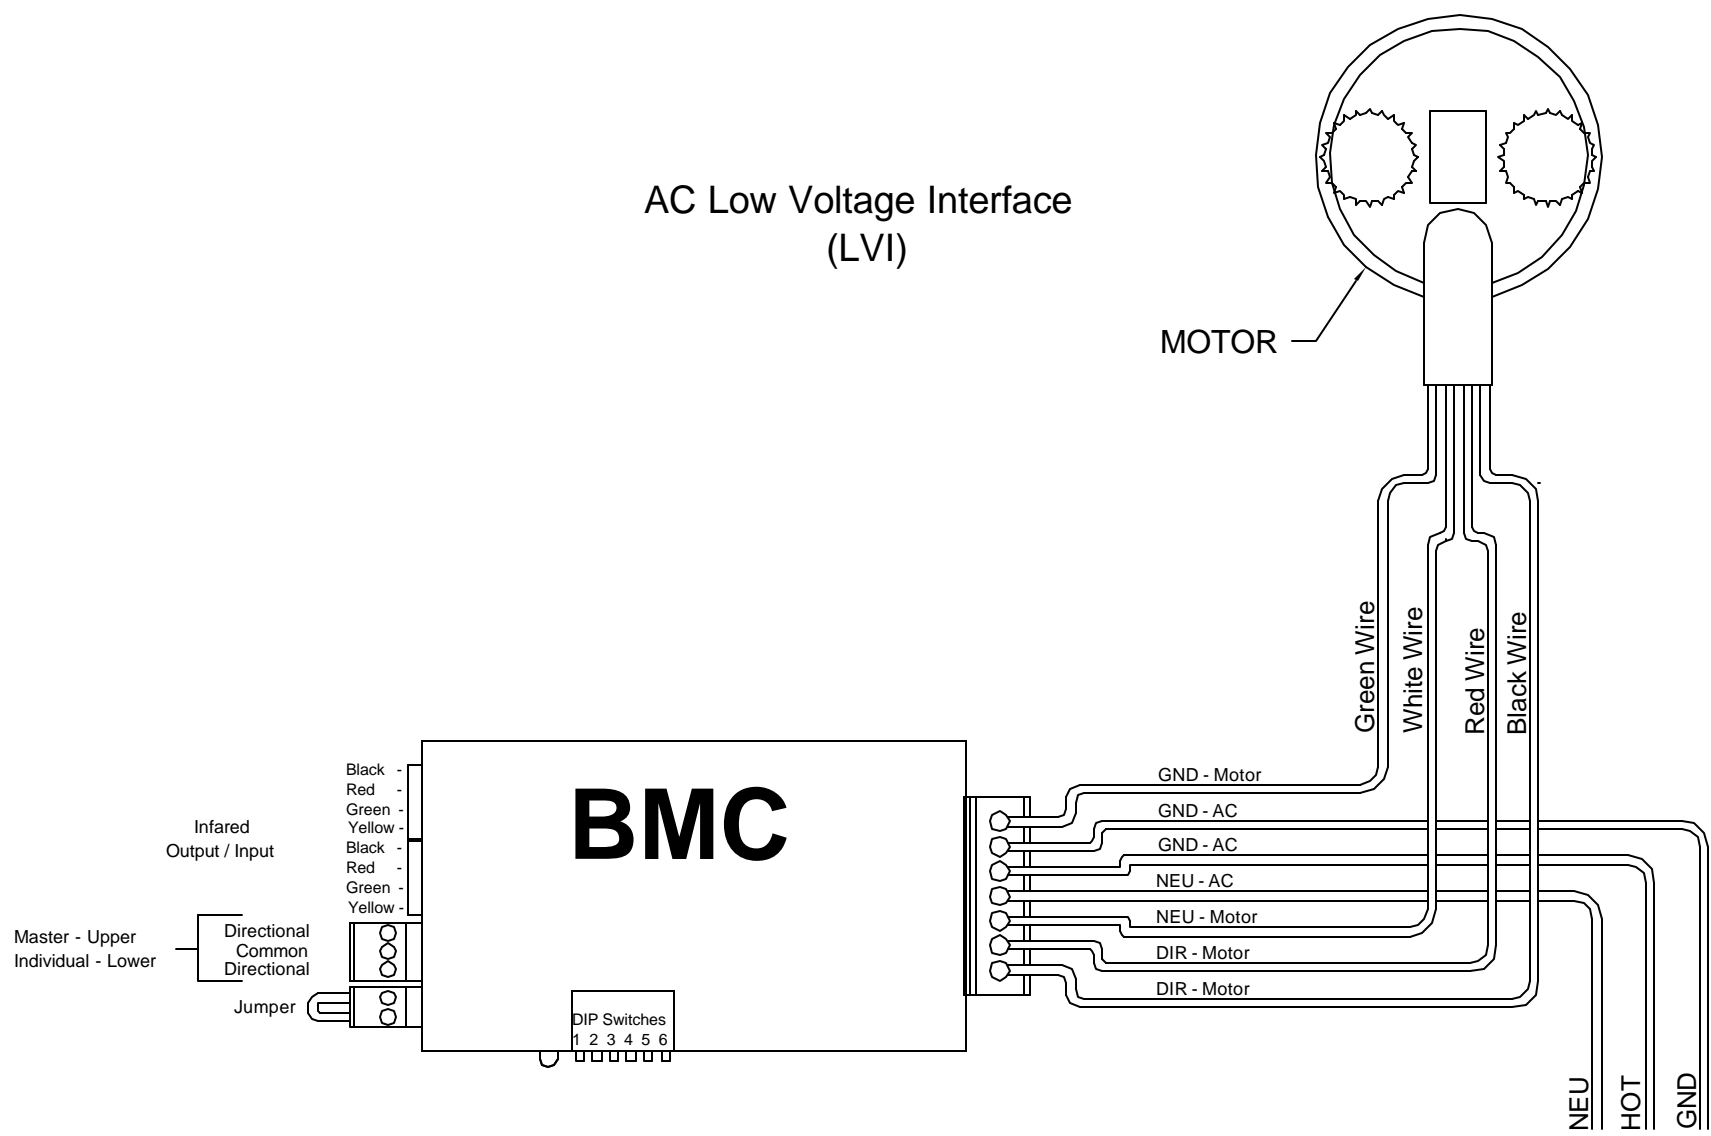 AC Low Voltage Interface
(LVI)
MOTOR
Green Wire
White Wire
Red Wire
Black Wire
BMC
Black -
Red -
Green -
Yellow -
Black -
Red -
Green -
Yellow -
Infared
Output / Input
Master - Upper
Individual - Lower
Directional
Common
Directional
Jumper
DIP Switches
1 2 3 4 5 6
GND - Motor
GND - AC
GND - AC
NEU - AC
NEU - Motor
DIR - Motor
DIR - Motor
NEU
HOT
GND